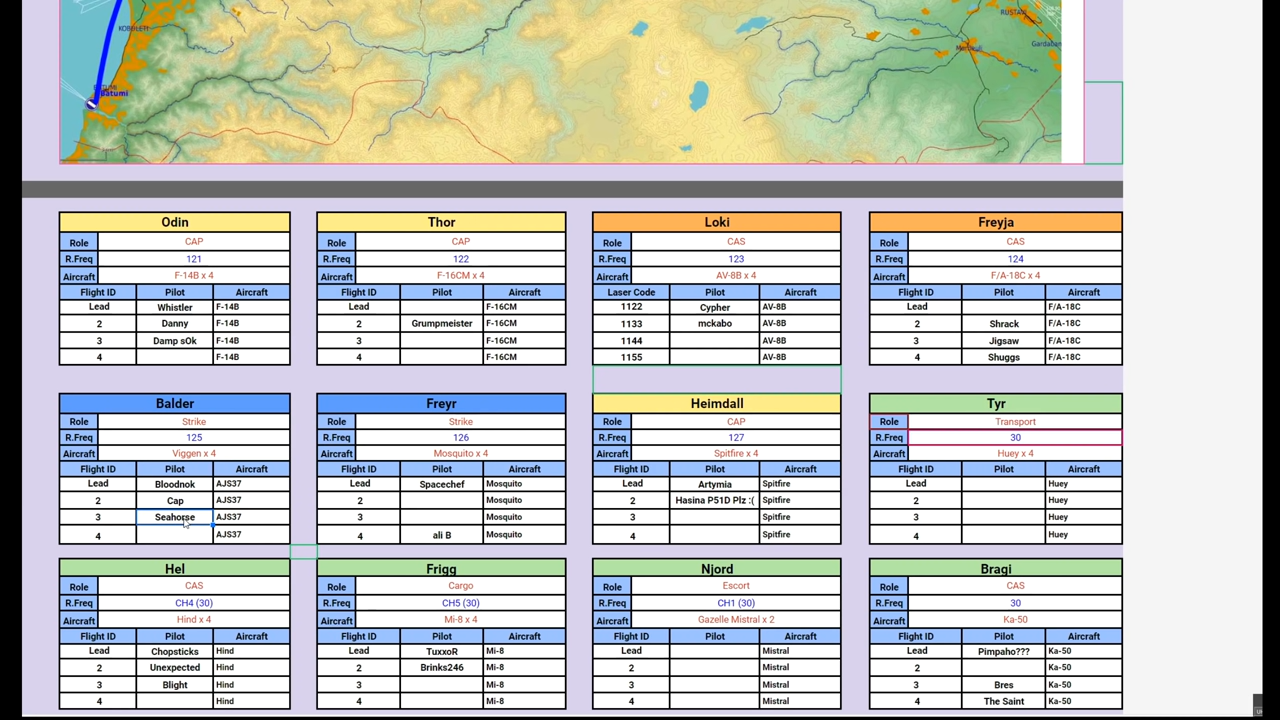 KOBULETI
RUSTAVI
Gardaban
Batumi
Odin
Role CAP
R.Freq 121
Aircraft F-14B x 4
Flight ID Pilot Aircraft
Lead Whistler F-14B
2 Danny F-14B
3 Damp sOk F-14B
4 F-14B
Thor
Role CAP
R.Freq 122
Aircraft F-16CM x 4
Flight ID Pilot Aircraft
Lead F-16CM
2 Grumpmeister F-16CM
3 F-16CM
4 F-16CM
Loki
Role CAS
R.Freq 123
Aircraft AV-8B x 4
Laser Code Pilot Aircraft
1122 Cypher AV-8B
1133 mckabo AV-8B
1144 AV-8B
1155 AV-8B
Freyja
Role CAS
R.Freq 124
Aircraft F/A-18C x 4
Flight ID Pilot Aircraft
Lead F/A-18C
2 Shrack F/A-18C
3 Jigsaw F/A-18C
4 Shuggs F/A-18C
Balder
Role Strike
R.Freq 125
Aircraft Viggen x 4
Flight ID Pilot Aircraft
Lead Bloodnok AJS37
2 Cap AJS37
3 Seahorse AJS37
4 AJS37
Freyr
Role Strike
R.Freq 126
Aircraft Mosquito x 4
Flight ID Pilot Aircraft
Lead Spacechef Mosquito
2 Mosquito
3 Mosquito
4 ali B Mosquito
Heimdall
Role CAP
R.Freq 127
Aircraft Spitfire x 4
Flight ID Pilot Aircraft
Lead Artymia Spitfire
2 Hasina P51D Plz :( Spitfire
3 Spitfire
4 Spitfire
Tyr
Role Transport
R.Freq 30
Aircraft Huey x 4
Flight ID Pilot Aircraft
Lead Huey
2 Huey
3 Huey
4 Huey
Hel
Role CAS
R.Freq CH4 (30)
Aircraft Hind x 4
Flight ID Pilot Aircraft
Lead Chopsticks Hind
2 Unexpected Hind
3 Blight Hind
4 Hind
Frigg
Role Cargo
R.Freq CH5 (30)
Aircraft Mi-8 x 4
Flight ID Pilot Aircraft
Lead TuxxoR Mi-8
2 Brinks246 Mi-8
3 Mi-8
4 Mi-8
Njord
Role Escort
R.Freq CH1 (30)
Aircraft Gazelle Mistral x 2
Flight ID Pilot Aircraft
Lead Mistral
2 Mistral
3 Mistral
4 Mistral
Bragi
Role CAS
R.Freq 30
Aircraft Ka-50
Flight ID Pilot Aircraft
Lead Pimpaho??? Ka-50
2 Ka-50
3 Bres Ka-50
4 The Saint Ka-50